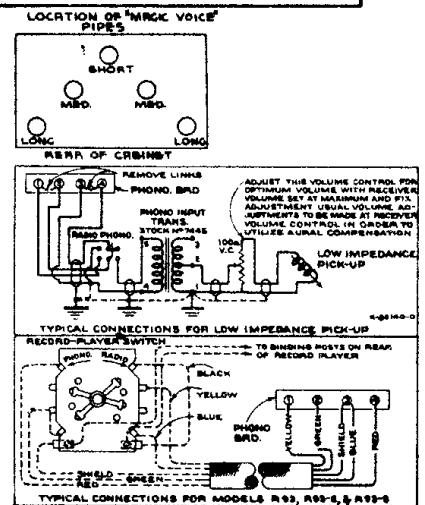 LOCATION OF "MAGIC VOICE"
PIPES
SHORT
MED. MED.
LONG LONG
REAR OF CABINET
REMOVE LINKS
PHONO. BRD
RADIO PHONO.
PHONO INPUT
TRANS.
STOCK Nº 7445
V.C.
ADJUST THIS VOLUME CONTROL FOR
OPTIMUM VOLUME WITH RECEIVER
VOLUME SET AT MAXIMUM AND FIX
ADJUSTMENT USUAL VOLUME AD-
JUSTMENTS TO BE MADE AT RECEIVER
VOLUME CONTROL IN ORDER TO
UTILIZE AURAL COMPENSATION
LOW IMPEDANCE
PICK-UP
TYPICAL CONNECTIONS FOR LOW IMPEDANCE PICK-UP
RECORD-PLAYER SWITCH
PHONO. RADIO
TO BINDING POSTS ON REAR
OF RECORD PLAYER
BLACK
YELLOW
BLUE
PHONO
BRD.
1 2 3 4
YELLOW
GREEN
SHIELD
BLUE
RED
SHIELD
RED
GREEN
TYPICAL CONNECTIONS FOR MODELS R93, R93-2, &